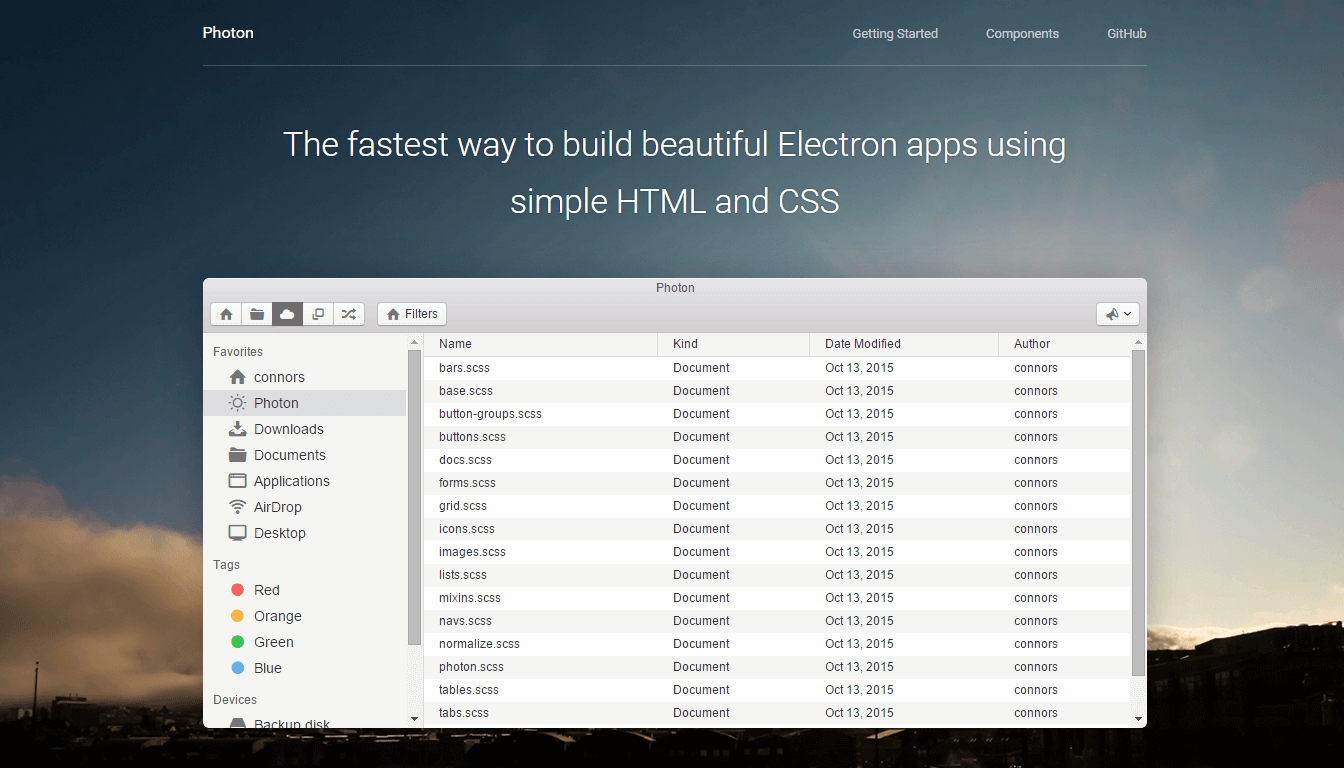 Photon Getting Started Components GitHub
The fastest way to build beautiful Electron apps using
simple HTML and CSS
Photon
Filters
Favorites
connors
Photon
Downloads
Documents
Applications
AirDrop
Desktop
Tags
Red
Orange
Green
Blue
Devices
Backup disk
Name Kind Date Modified Author
bars.scss Document Oct 13, 2015 connors
base.scss Document Oct 13, 2015 connors
button-groups.scss Document Oct 13, 2015 connors
buttons.scss Document Oct 13, 2015 connors
docs.scss Document Oct 13, 2015 connors
forms.scss Document Oct 13, 2015 connors
grid.scss Document Oct 13, 2015 connors
icons.scss Document Oct 13, 2015 connors
images.scss Document Oct 13, 2015 connors
lists.scss Document Oct 13, 2015 connors
mixins.scss Document Oct 13, 2015 connors
navs.scss Document Oct 13, 2015 connors
normalize.scss Document Oct 13, 2015 connors
photon.scss Document Oct 13, 2015 connors
tables.scss Document Oct 13, 2015 connors
tabs.scss Document Oct 13, 2015 connors